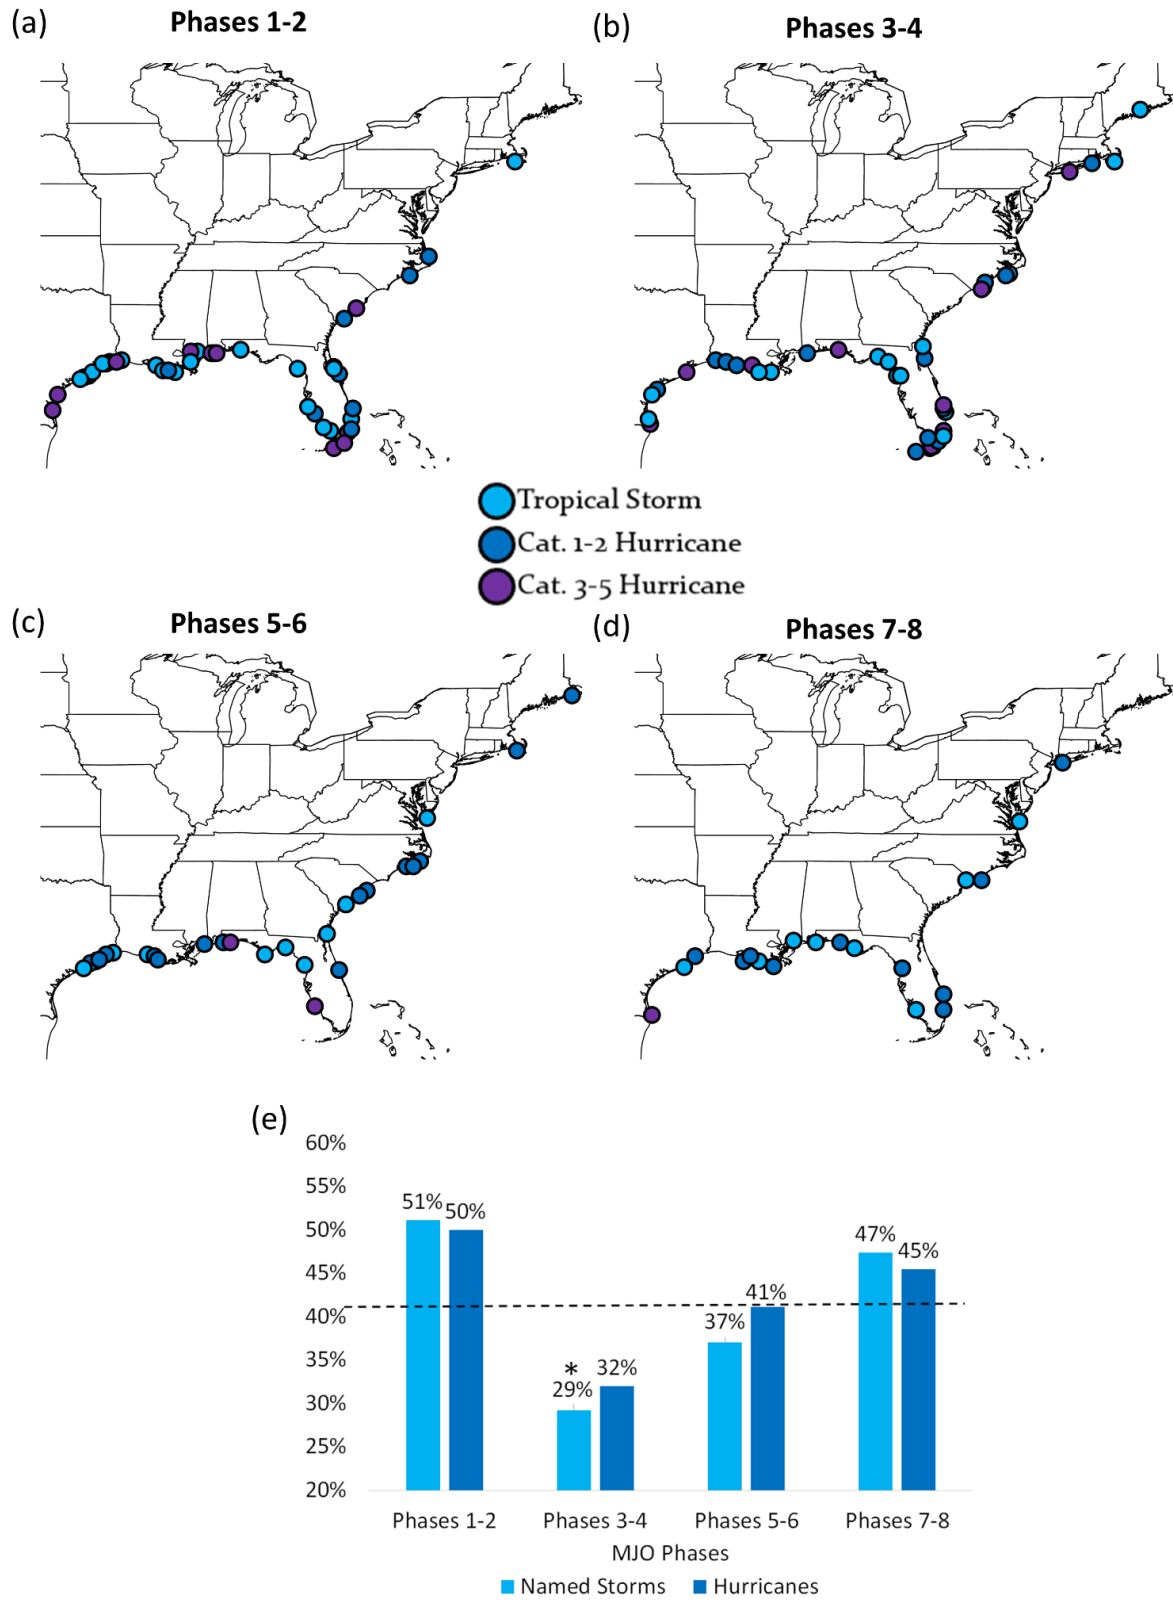 (a)
Phases 1-2
(b)
Phases 3-4
Tropical Storm
Cat. 1-2 Hurricane
Cat. 3-5 Hurricane
(c)
Phases 5-6
(d)
Phases 7-8
(e)
60%
55%
50%
45%
40%
35%
30%
25%
20%
51%
50%
*
29%
32%
37%
41%
47%
45%
Phases 1-2
Phases 3-4
Phases 5-6
Phases 7-8
MJO Phases
Named Storms
Hurricanes